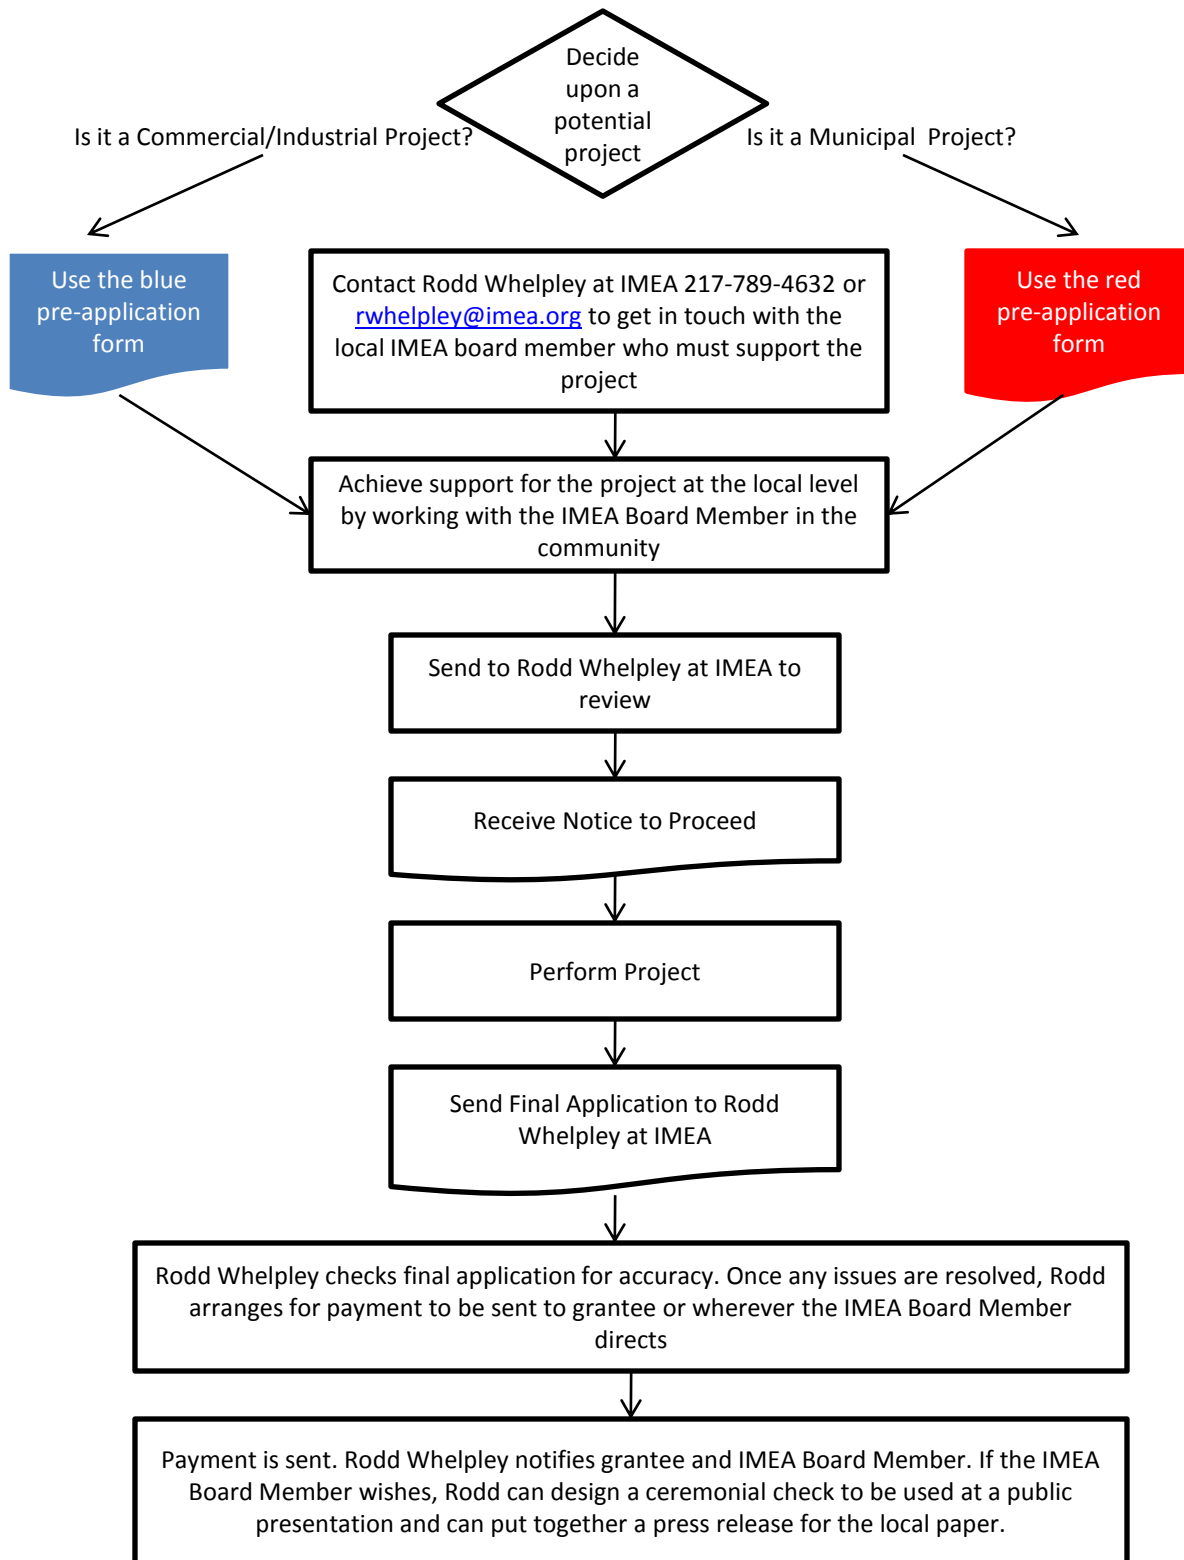 Decide
upon a
potential
project
Is it a Commercial/Industrial Project?
Is it a Municipal  Project?
Use the blue
pre-application
form
Contact Rodd Whelpley at IMEA 217-789-4632 or
rwhelpley@imea.org to get in touch with the
local IMEA board member who must support the
project
Use the red
pre-application
form
Achieve support for the project at the local level
by working with the IMEA Board Member in the
community
Send to Rodd Whelpley at IMEA to
review
Receive Notice to Proceed
Perform Project
Send Final Application to Rodd
Whelpley at IMEA
Rodd Whelpley checks final application for accuracy. Once any issues are resolved, Rodd
arranges for payment to be sent to grantee or wherever the IMEA Board Member
directs
Payment is sent. Rodd Whelpley notifies grantee and IMEA Board Member. If the IMEA
Board Member wishes, Rodd can design a ceremonial check to be used at a public
presentation and can put together a press release for the local paper.